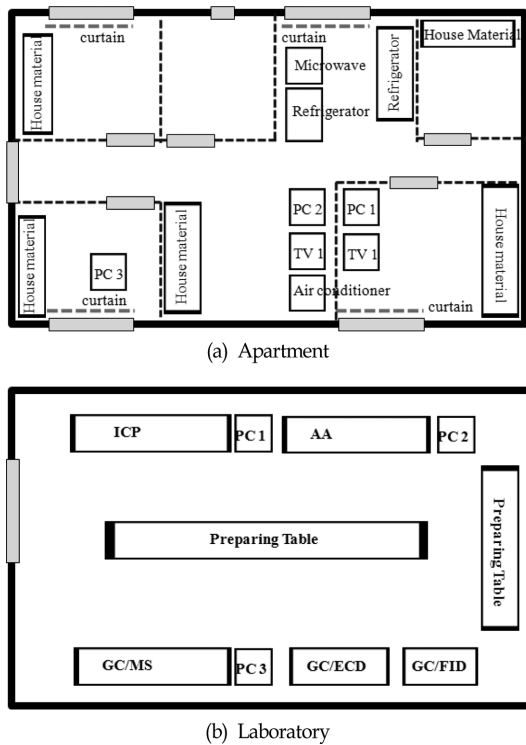 curtain
curtain
House Material
House material
Microwave
Refrigerator
Refrigerator
PC 2
PC 1
House material
House material
House material
TV 1
TV 1
PC 3
Air conditioner
curtain
curtain
(a) Apartment
ICP
PC 1
AA
PC 2
Preparing Table
Preparing Table
GC/MS
PC 3
GC/ECD
GC/FID
(b) Laboratory